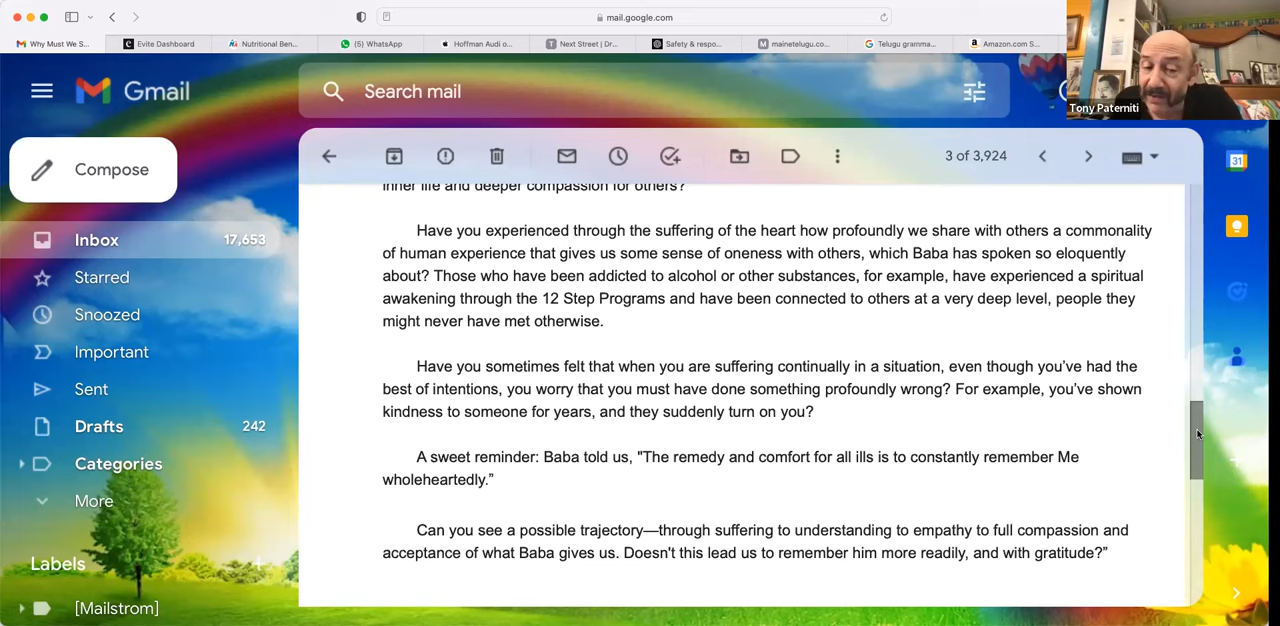 mail.google.com
Why Must We S...
Evite Dashboard
Nutritional Ben...
(5) WhatsApp
Hoffman Audi o...
Next Street | Dr...
Safety & respo...
mainetelugu.co...
Telugu gramma...
Amazon.com S...
Tony Paterniti
Gmail
Search mail
Compose
3 of 3,924
Inbox 17,653
Starred
Snoozed
Important
Sent
Drafts 242
Categories
More
Labels
[Mailstrom]
inner life and deeper compassion for others?
Have you experienced through the suffering of the heart how profoundly we share with others a commonality
of human experience that gives us some sense of oneness with others, which Baba has spoken so eloquently
about? Those who have been addicted to alcohol or other substances, for example, have experienced a spiritual
awakening through the 12 Step Programs and have been connected to others at a very deep level, people they
might never have met otherwise.
Have you sometimes felt that when you are suffering continually in a situation, even though you've had the
best of intentions, you worry that you must have done something profoundly wrong? For example, you've shown
kindness to someone for years, and they suddenly turn on you?
A sweet reminder: Baba told us, "The remedy and comfort for all ills is to constantly remember Me
wholeheartedly.”
Can you see a possible trajectory—through suffering to understanding to empathy to full compassion and
acceptance of what Baba gives us. Doesn't this lead us to remember him more readily, and with gratitude?”
31